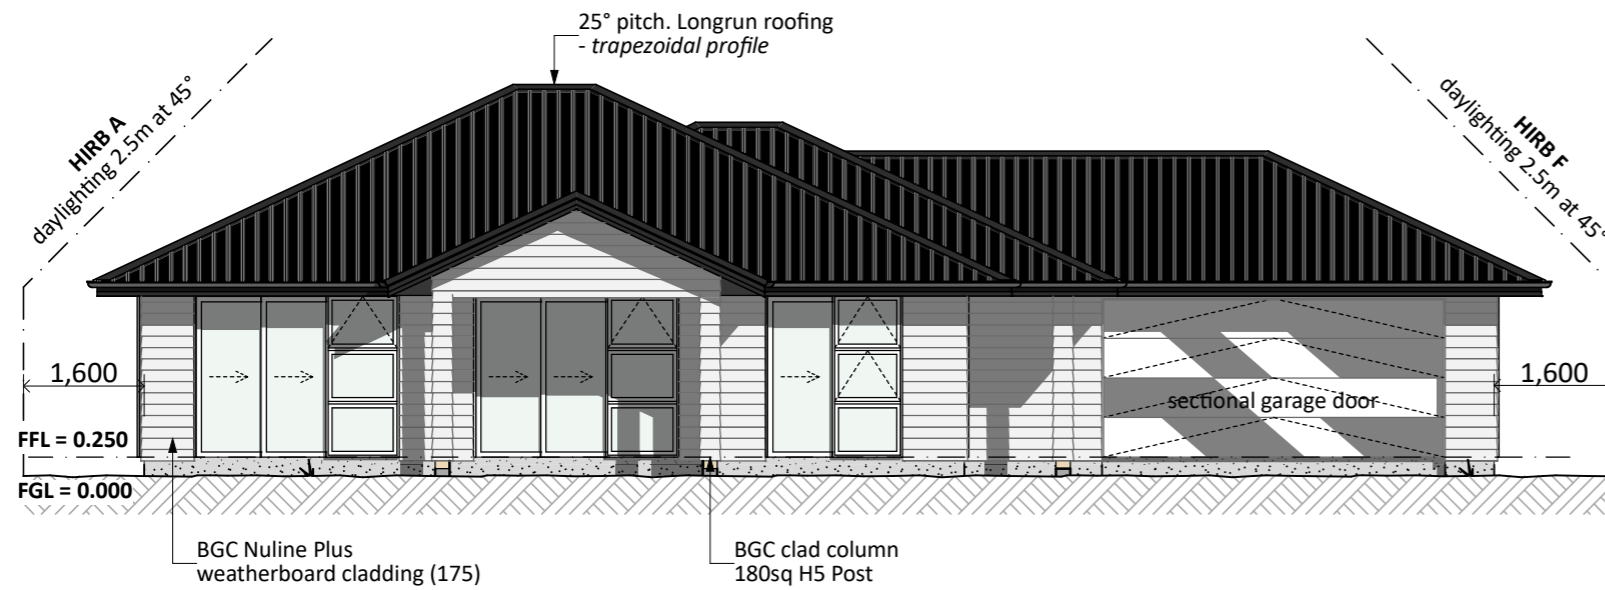 25° pitch. Longrun roofing
- trapezoidal profile
HIRB A
daylighting 2.5m at 45°
HIRB F
daylighting 2.5m at 45°
1,600
1,600
sectional garage door
FFL = 0.250
FGL = 0.000
BGC Nuline Plus
weatherboard cladding (175)
BGC clad column
180sq H5 Post